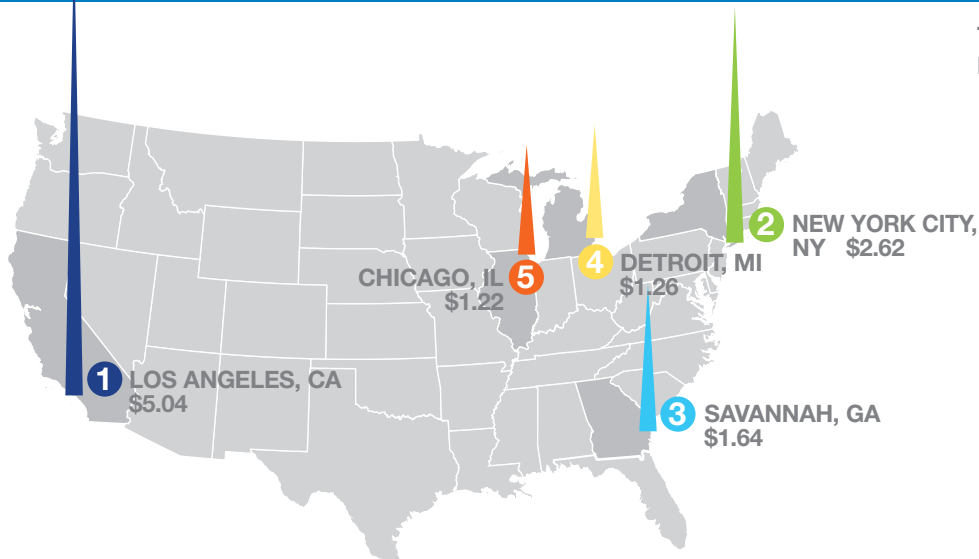 1 LOS ANGELES, CA
$5.04
2 NEW YORK CITY,
NY $2.62
3 SAVANNAH, GA
$1.64
4 DETROIT, MI
$1.26
CHICAGO, IL 5
$1.22